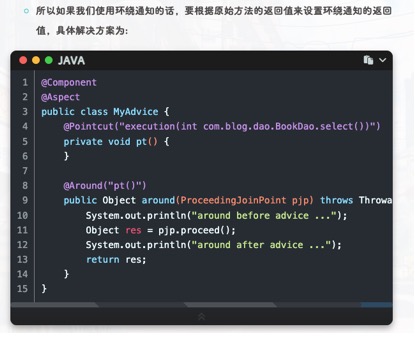 所以如果我们使用环绕通知的话，要根据原始方法的返回值来设置环绕通知的返回
值，具体解决方案为:
JAVA
1 @Component
2 @Aspect
3 public class MyAdvice {
4     @Pointcut("execution(int com.blog.dao.BookDao.select())")
5     private void pt() {
6     }
7
8     @Around("pt()")
9     public Object around(ProceedingJoinPoint pjp) throws Throwa
10         System.out.println("around before advice ...");
11         Object res = pjp.proceed();
12         System.out.println("around after advice ...");
13         return res;
14     }
15 }